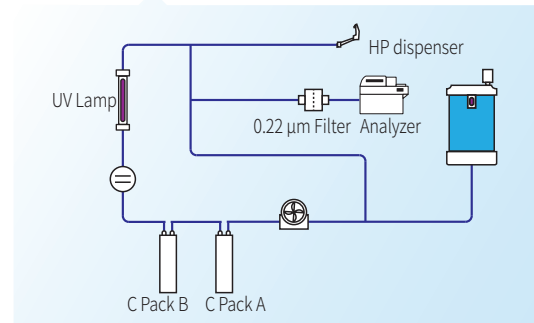 HP dispenser
UV Lamp
0.22 μm Filter Analyzer
C Pack B C Pack A